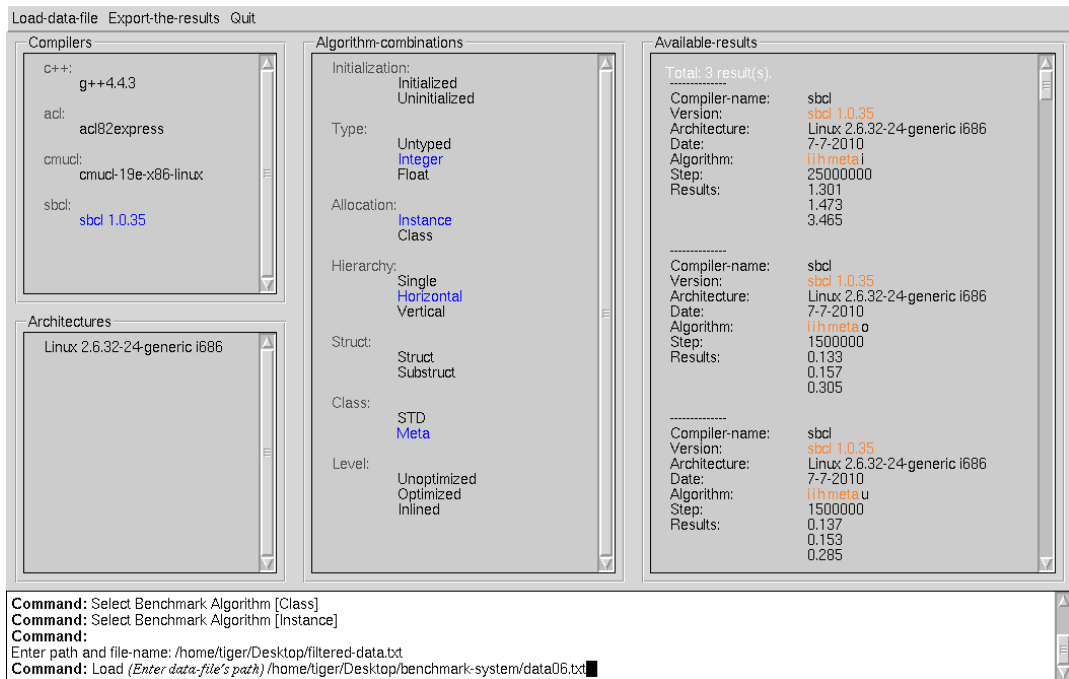 Load-data-file Export-the-results Quit
Compilers
c++:
g++4.4.3
acl:
acl82express
cmucl:
cmucl-19e-x86-linux
sbcl:
sbcl 1.0.35
Architectures
Linux 2.6.32-24-generic i686
Algorithm-combinations
Initialization:
Initialized
Uninitialized
Type:
Untyped
Integer
Float
Allocation:
Instance
Class
Hierarchy:
Single
Horizontal
Vertical
Struct:
Struct
Substruct
Class:
STD
Meta
Level:
Unoptimized
Optimized
Inlined
Available-results
Total: 3 result(s).
--------------
Compiler-name: sbcl
Version: sbcl 1.0.35
Architecture: Linux 2.6.32-24-generic i686
Date: 7-7-2010
Algorithm: i i h meta i
Step: 25000000
Results: 1.301
1.473
3.465
--------------
Compiler-name: sbcl
Version: sbcl 1.0.35
Architecture: Linux 2.6.32-24-generic i686
Date: 7-7-2010
Algorithm: i i h meta o
Step: 1500000
Results: 0.133
0.157
0.305
--------------
Compiler-name: sbcl
Version: sbcl 1.0.35
Architecture: Linux 2.6.32-24-generic i686
Date: 7-7-2010
Algorithm: i i h meta u
Step: 1500000
Results: 0.137
0.153
0.285
Command: Select Benchmark Algorithm [Class]
Command: Select Benchmark Algorithm [Instance]
Command:
Enter path and file-name: /home/tiger/Desktop/filtered-data.txt
Command: Load (Enter data-file's path) /home/tiger/Desktop/benchmark-system/data06.txt